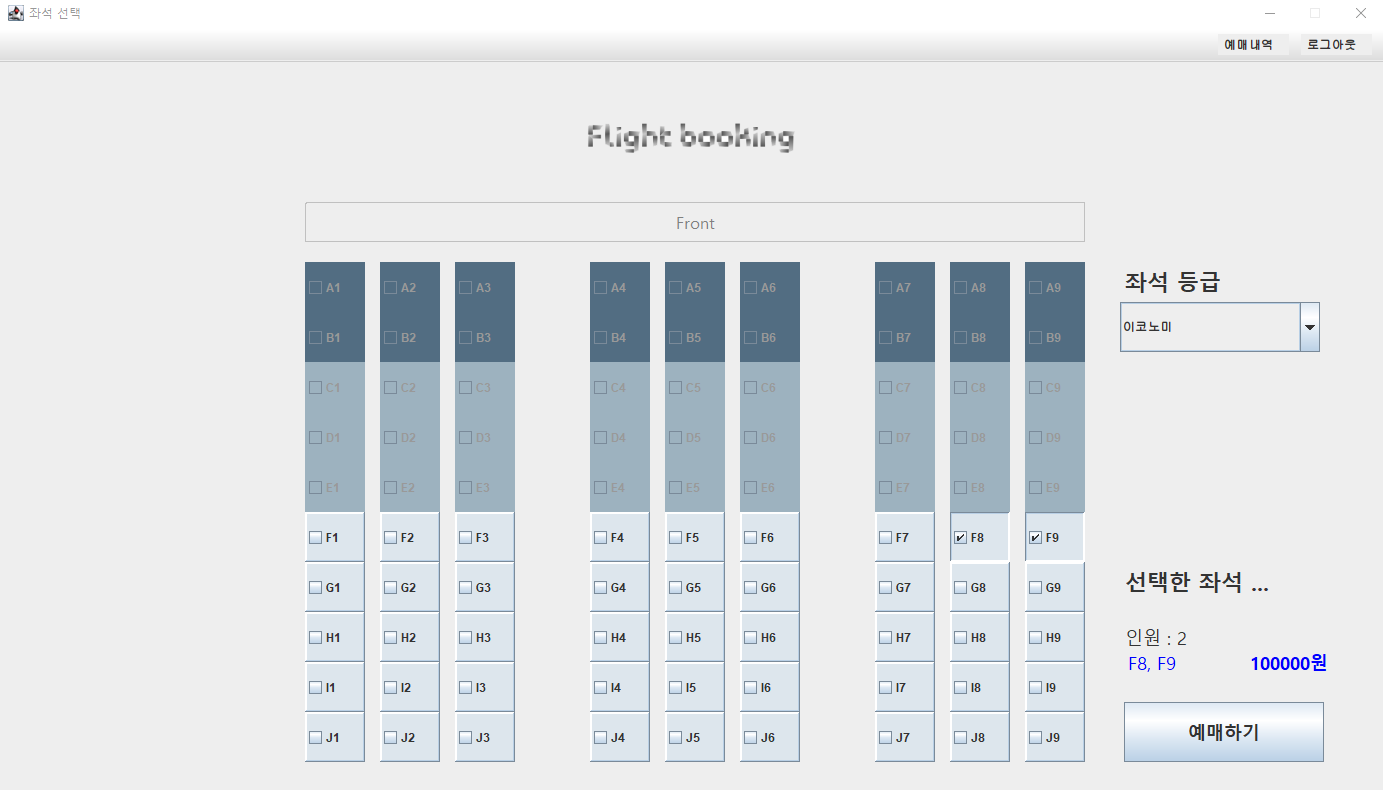 좌석 선택
예매내역 로그아웃
Flight booking
Front
A1 A2 A3 A4 A5 A6 A7 A8 A9
B1 B2 B3 B4 B5 B6 B7 B8 B9
C1 C2 C3 C4 C5 C6 C7 C8 C9
D1 D2 D3 D4 D5 D6 D7 D8 D9
E1 E2 E3 E4 E5 E6 E7 E8 E9
F1 F2 F3 F4 F5 F6 F7 F8 F9
G1 G2 G3 G4 G5 G6 G7 G8 G9
H1 H2 H3 H4 H5 H6 H7 H8 H9
I1 I2 I3 I4 I5 I6 I7 I8 I9
J1 J2 J3 J4 J5 J6 J7 J8 J9
좌석 등급
이코노미
선택한 좌석 ...
인원 : 2
F8, F9 100000원
예매하기